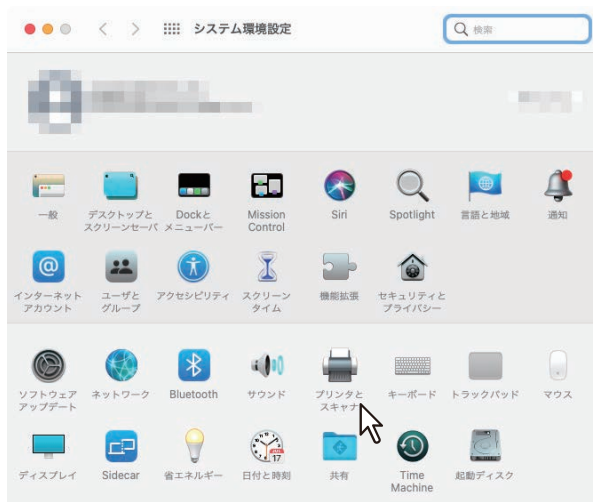 システム環境設定
検索
一般
デスクトップと
スクリーンセーバ
Dockと
メニューバー
Mission
Control
Siri
Spotlight
言語と地域
通知
インターネット
アカウント
ユーザと
グループ
アクセシビリティ
スクリーン
タイム
機能拡張
セキュリティと
プライバシー
ソフトウェア
アップデート
ネットワーク
Bluetooth
サウンド
プリンタと
スキャナ
キーボード
トラックパッド
マウス
ディスプレイ
Sidecar
省エネルギー
日付と時刻
17
共有
Time
Machine
起動ディスク